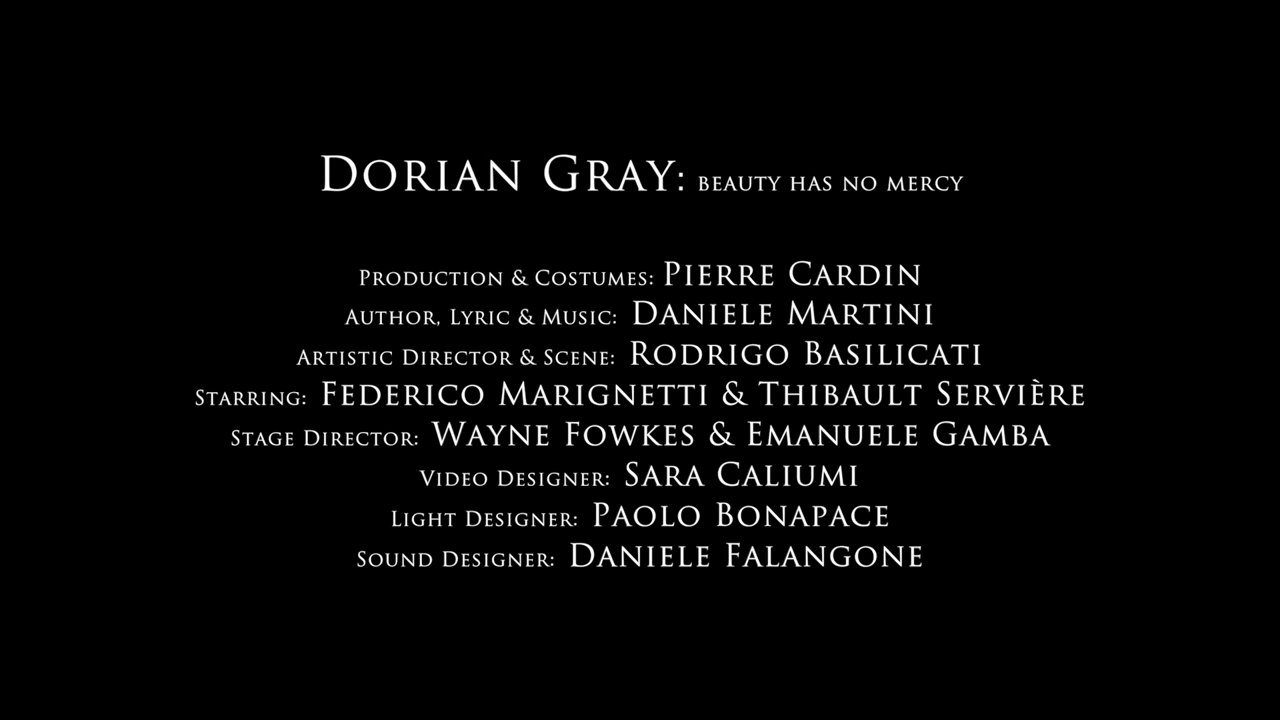 Dorian Gray: beauty has no mercy
Production & Costumes: Pierre Cardin
Author, Lyric & Music: Daniele Martini
Artistic Director & Scene: Rodrigo Basilicati
Starring: Federico Marignetti & Thibault Servière
Stage Director: Wayne Fowkes & Emanuele Gamba
Video Designer: Sara Caliumi
Light Designer: Paolo Bonapace
Sound Designer: Daniele Falangone